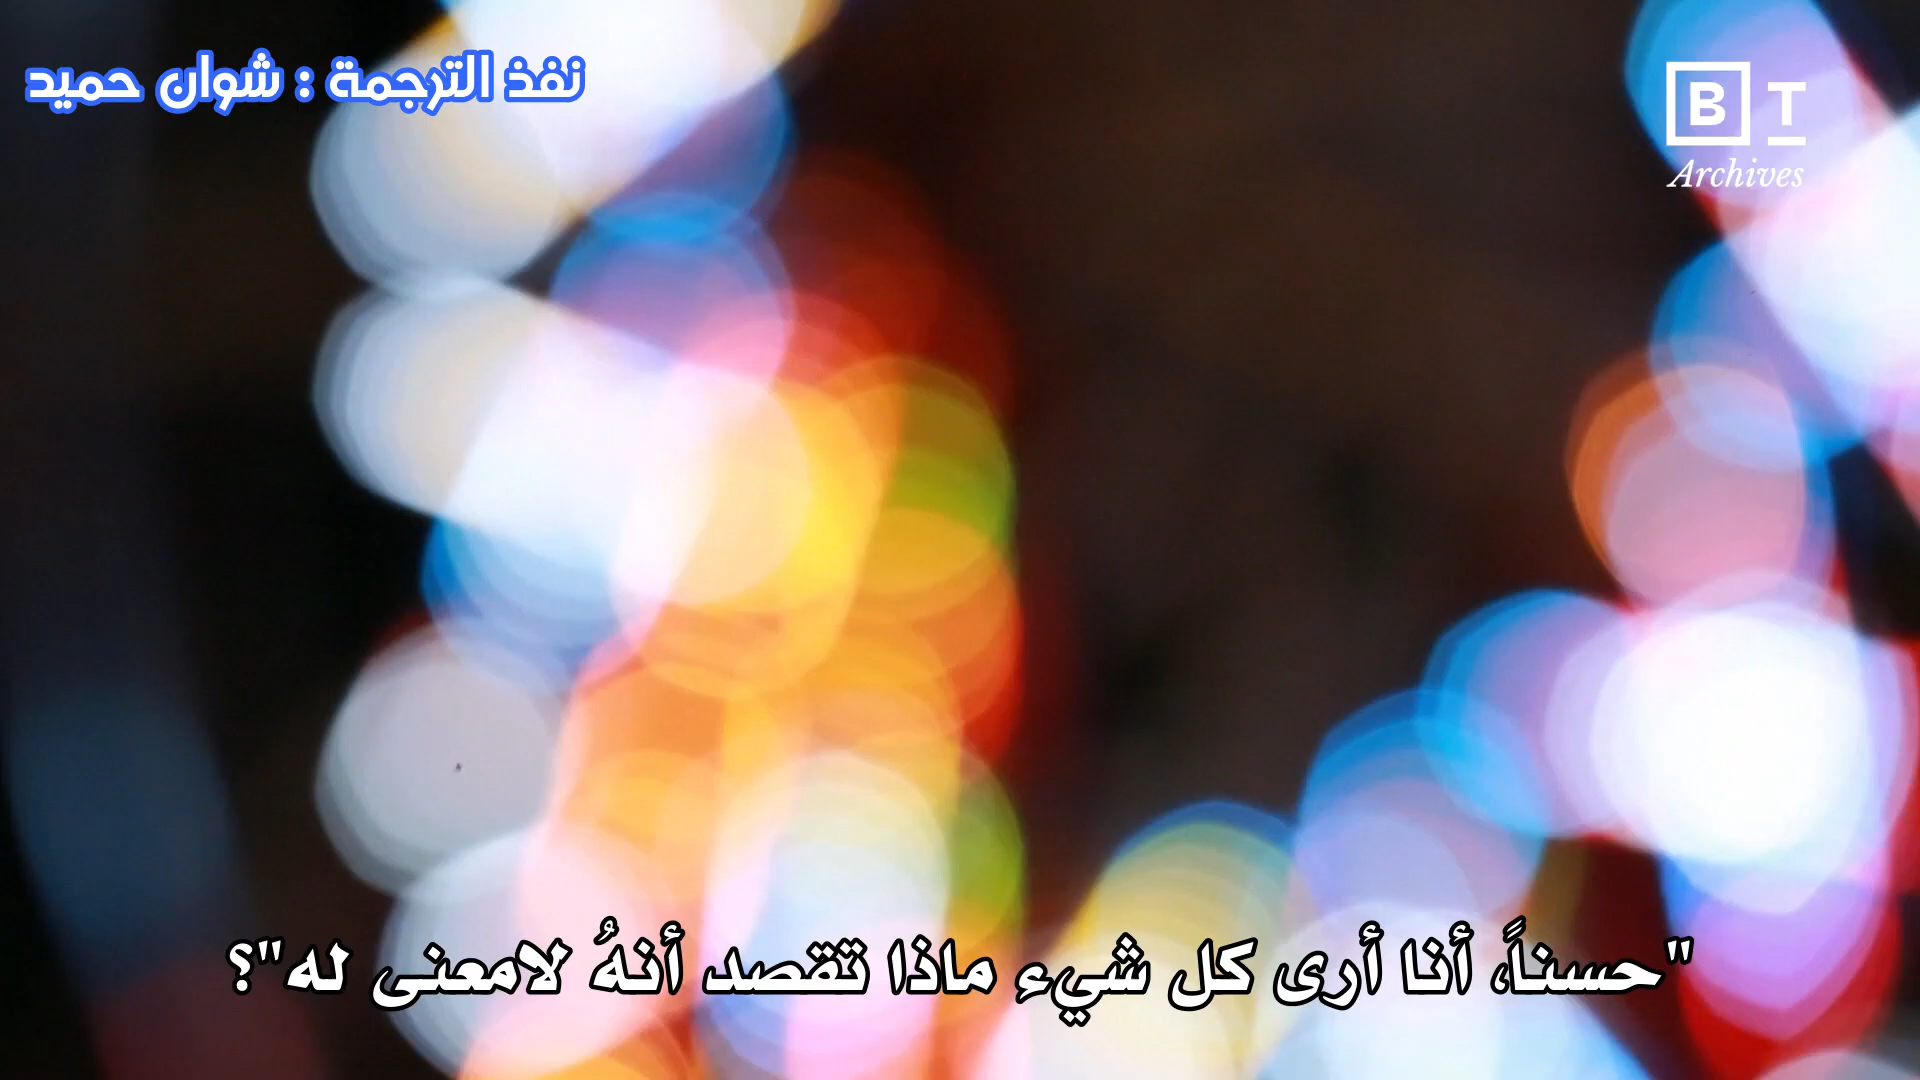 نفذ الترجمة : شوان حميد
B T
Archives
"حسناً، أنا أرى كل شيء ماذا تقصد أنهُ لامعنى له"؟